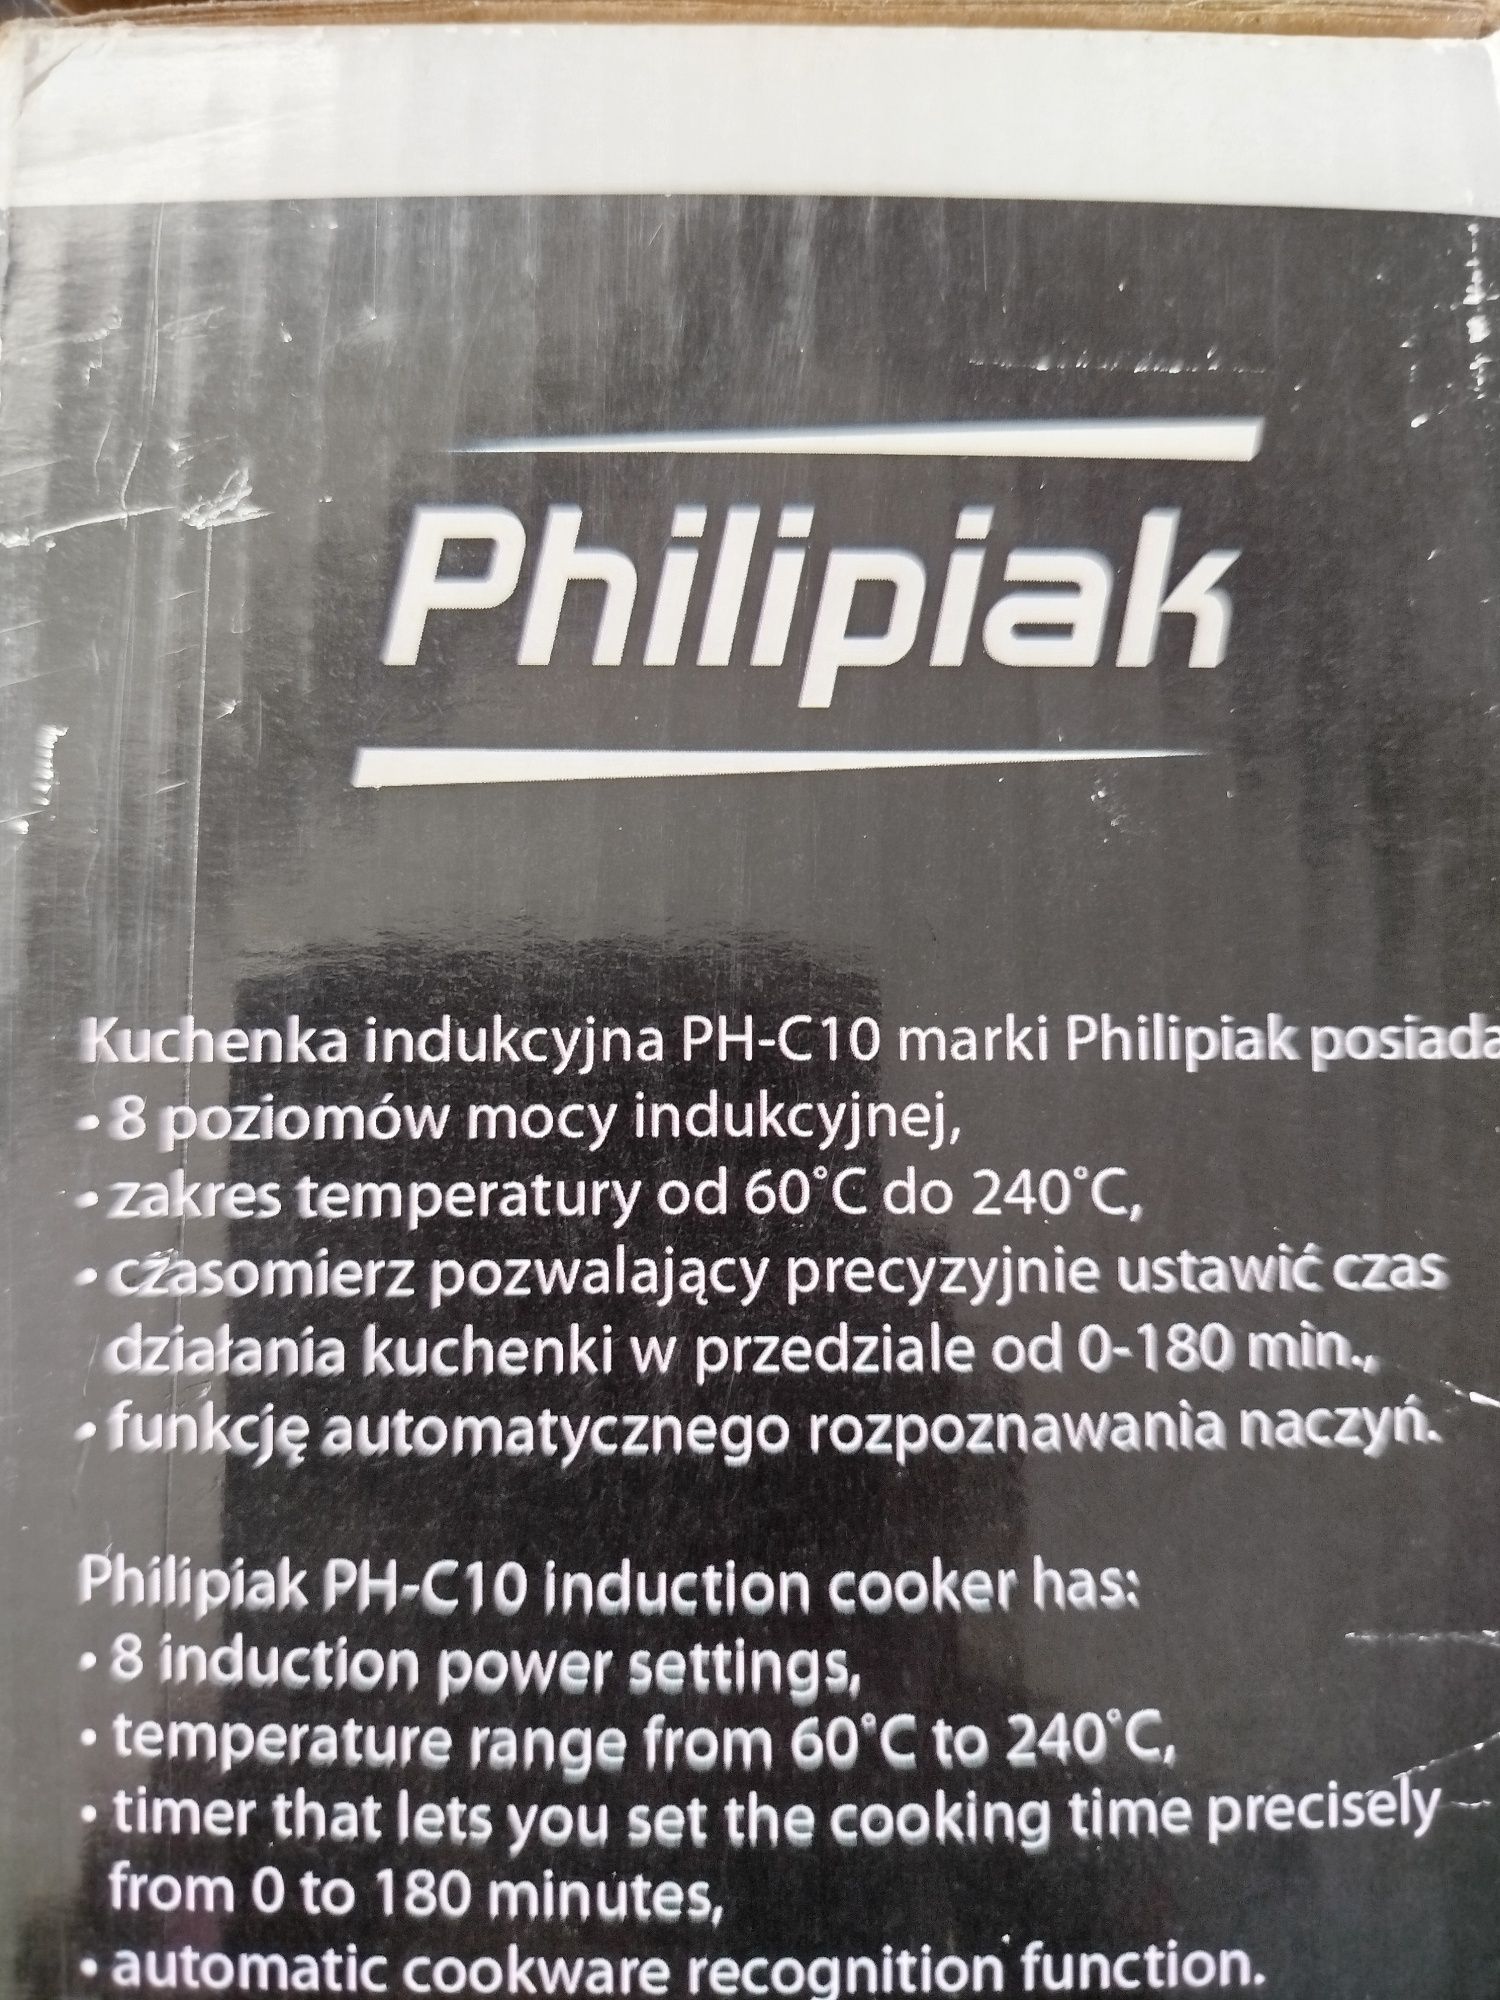 Philipiak
Kuchenka indukcyjna PH-C10 marki Philipiak posiada
• 8 poziomów mocy indukcyjnej,
• zakres temperatury od 60°C do 240°C,
• czasomierz pozwalający precyzyjnie ustawić czas
działania kuchenki w przedziale od 0-180 min.,
• funkcję automatycznego rozpoznawania naczyń.
Philipiak PH-C10 induction cooker has:
• 8 induction power settings,
• temperature range from 60°C to 240°C,
• timer that lets you set the cooking time precisely
from 0 to 180 minutes,
• automatic cookware recognition function.